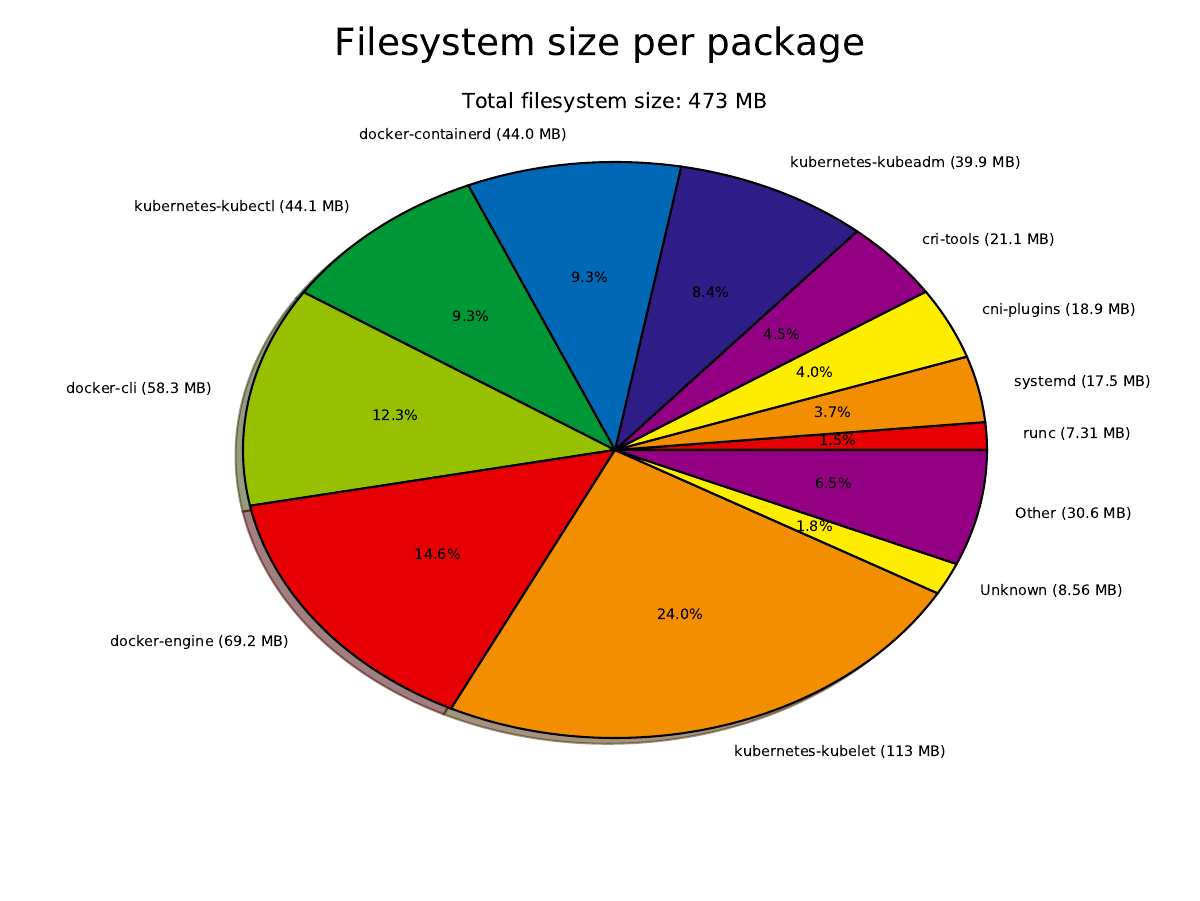 Filesystem size per package
Total filesystem size: 473 MB
docker-containerd (44.0 MB)
kubernetes-kubeadm (39.9 MB)
kubernetes-kubectl (44.1 MB)
cri-tools (21.1 MB)
9.3%
8.4%
cni-plugins (18.9 MB)
9.3%
4.5%
4.0%
systemd (17.5 MB)
docker-cli (58.3 MB)
12.3%
3.7%
runc (7.31 MB)
1.5%
6.5%
Other (30.6 MB)
1.8%
14.6%
Unknown (8.56 MB)
24.0%
docker-engine (69.2 MB)
kubernetes-kubelet (113 MB)